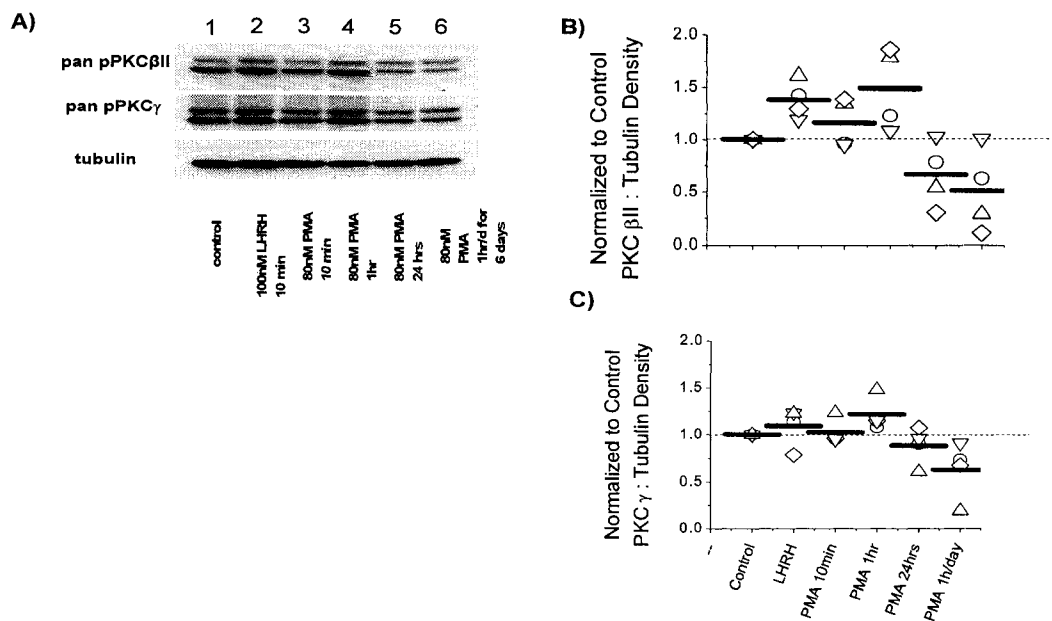 A)
1 2 3 4 5 6
pan pPKCβII
pan pPKCγ
tubulin
control
100nM LHRH
10 min
80nM PMA
10 min
80nM PMA
1hr
80nM PMA
24 hrs
80nM
PMA
1hr/d for
6 days
B)
Normalized to Control
PKC βII : Tubulin Density
2.0
1.5
1.0
0.5
0.0
C)
Normalized to Control
PKC γ : Tubulin Density
2.0
1.5
1.0
0.5
0.0
Control
LHRH
PMA 10min
PMA 1hr
PMA 24hrs
PMA 1h/day